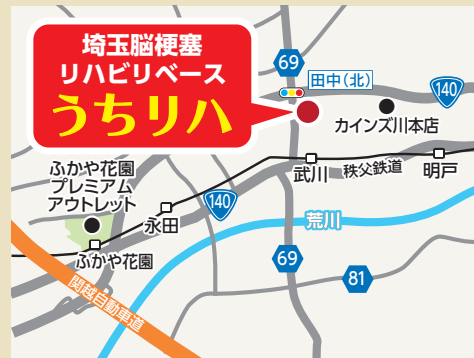 埼玉脳梗塞
リハビリベース
うちリハ
69
田中(北)
140
カインズ川本店
ふかや花園
プレミアム
アウトレット
武川
秩父鉄道
明戸
永田
140
荒川
ふかや花園
69
81
関越自動車道